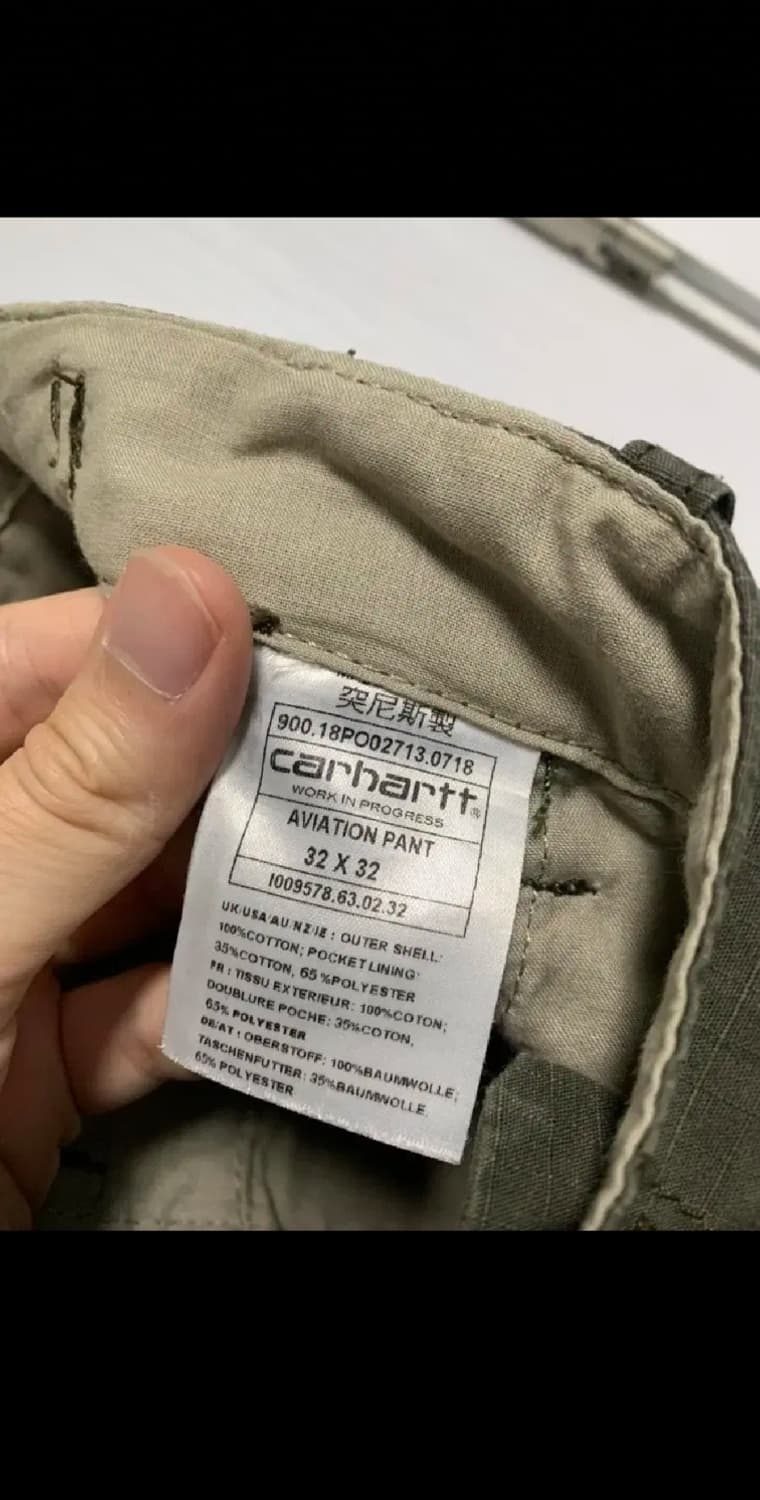 突尼斯製
900.18PO02713.0718
carhartt®
WORK IN PROGRESS
AVIATION PANT
32 X 32
I009578.63.02.32
UK/USA/AU/NZ/IE : OUTER SHELL:
100%COTTON; POCKET LINING:
35%COTTON, 65 %POLYESTER
FR : TISSU EXTERIEUR: 100%COTON;
DOUBLURE POCHE: 35%COTON,
65% POLYESTER
DE/AT : OBERSTOFF: 100%BAUMWOLLE;
TASCHENFUTTER: 35%BAUMWOLLE,
65% POLYESTER